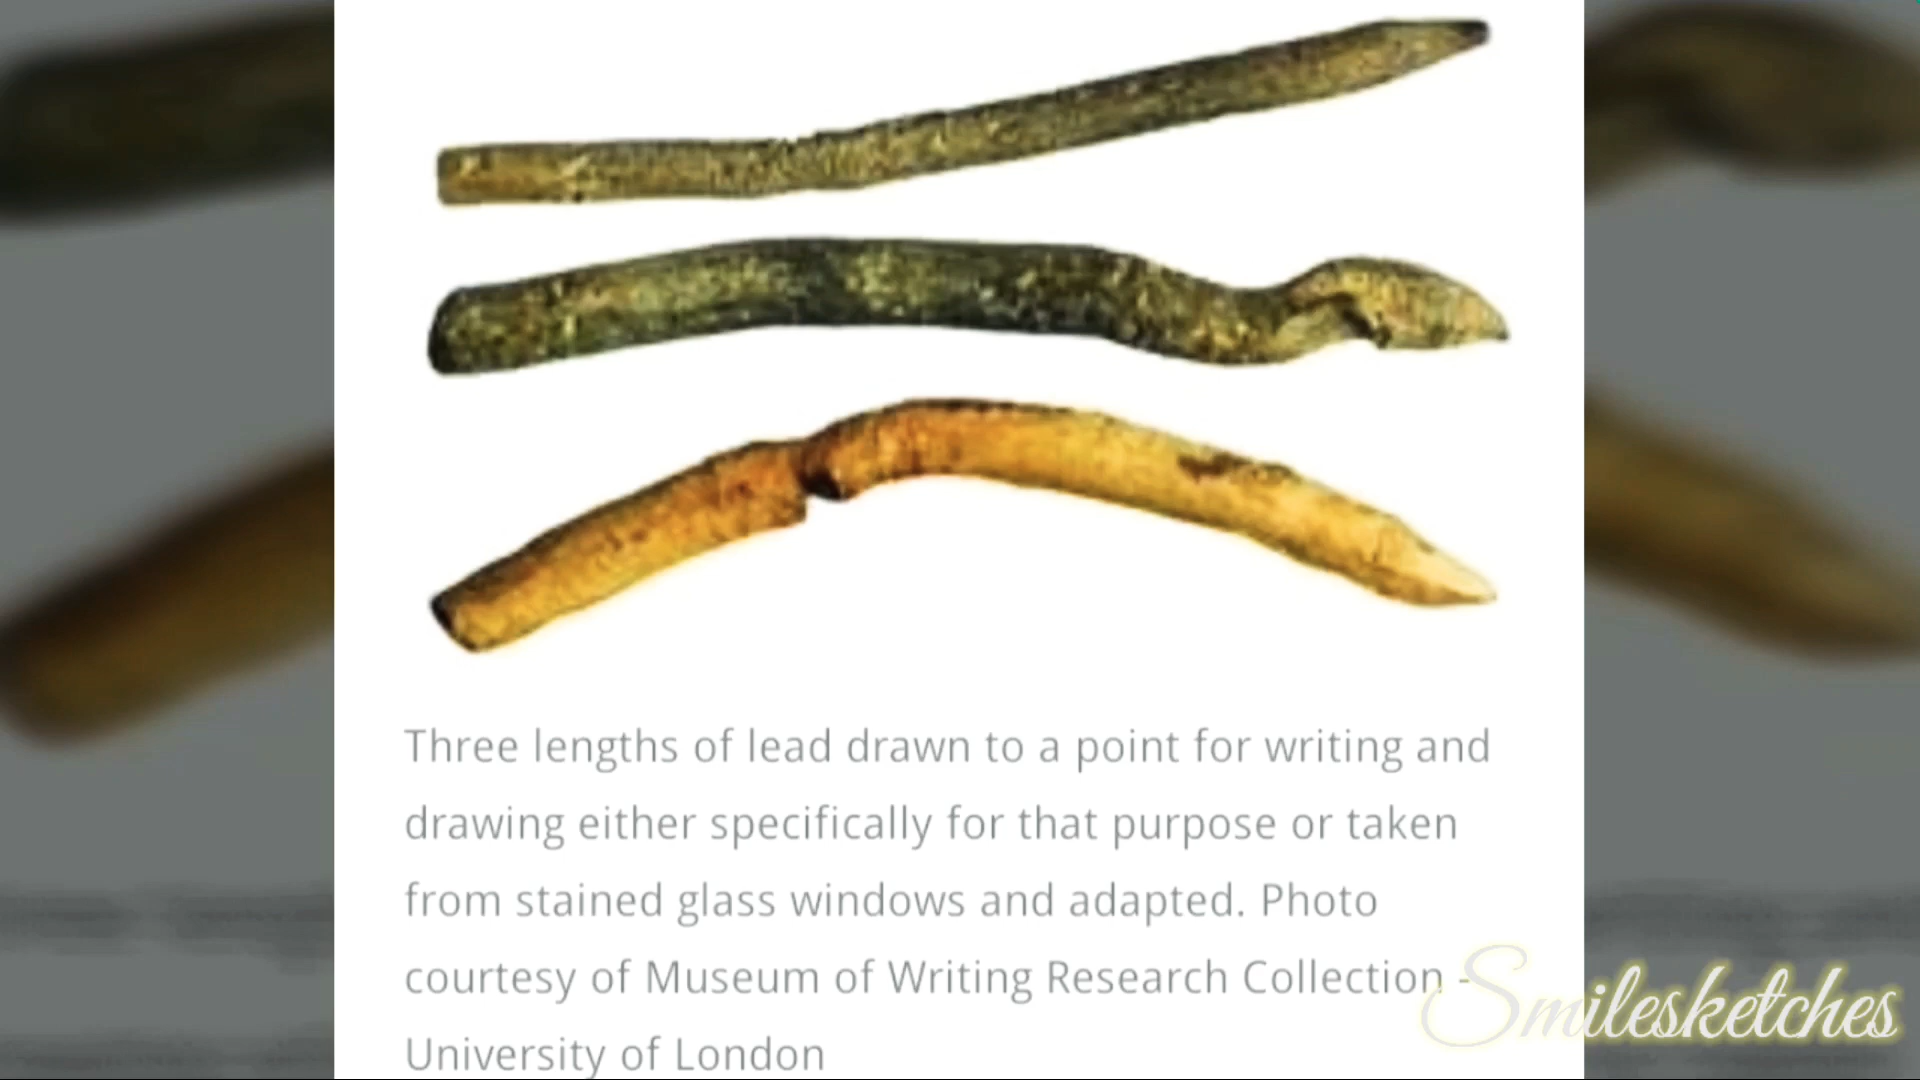 Three lengths of lead drawn to a point for writing and
drawing either specifically for that purpose or taken
from stained glass windows and adapted. Photo
courtesy of Museum of Writing Research Collection -
University of London
Smilesketches